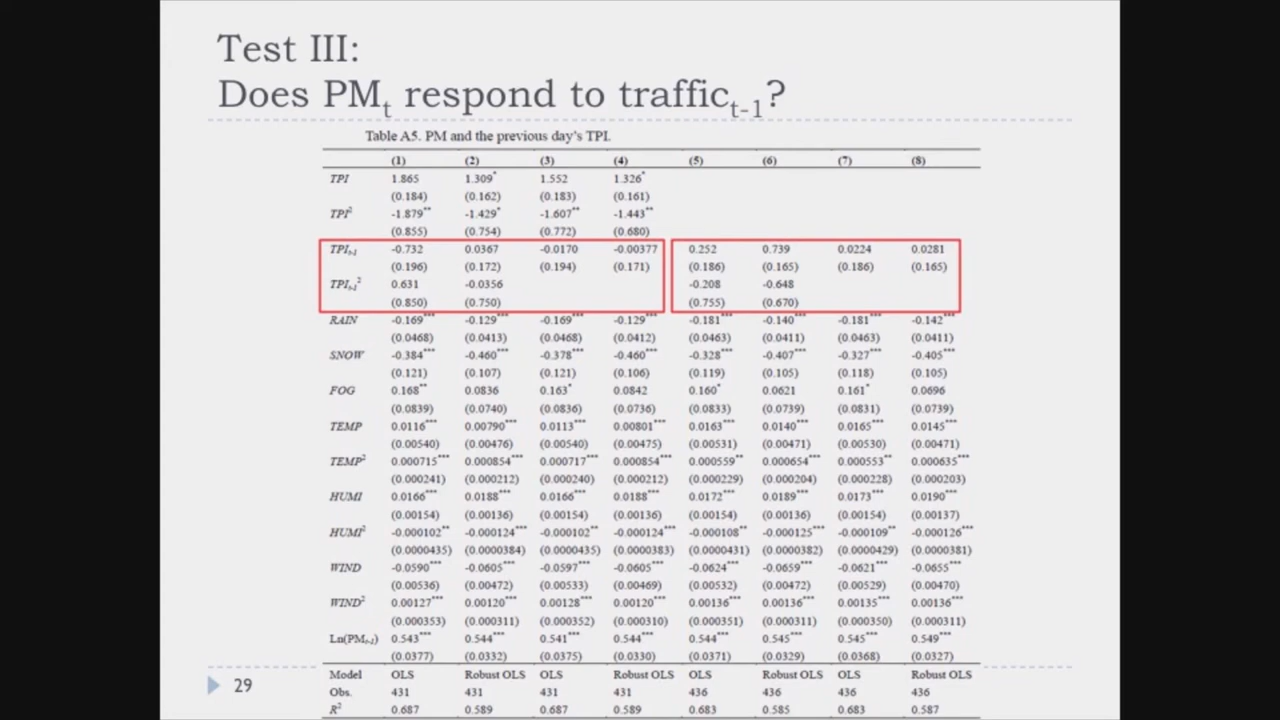 Test III:
Does PMt respond to traffict-1?
Table A5. PM and the previous day's TPI.
(1) (2) (3) (4) (5) (6) (7) (8)
TPI 1.865 1.309* 1.552 1.326*
(0.184) (0.162) (0.183) (0.161)
TPI² -1.879** -1.429* -1.607** -1.443**
(0.855) (0.754) (0.772) (0.680)
TPIt-1 -0.732 0.0367 -0.0170 -0.00377 0.252 0.739 0.0224 0.0281
(0.196) (0.172) (0.194) (0.171) (0.186) (0.165) (0.186) (0.165)
TPIt-1² 0.631 -0.0356 -0.208 -0.648
(0.850) (0.750) (0.755) (0.670)
RAIN -0.169*** -0.129*** -0.169*** -0.129*** -0.181*** -0.140*** -0.181*** -0.142***
(0.0468) (0.0413) (0.0468) (0.0412) (0.0463) (0.0411) (0.0463) (0.0411)
SNOW -0.384*** -0.460*** -0.378*** -0.460*** -0.328*** -0.407*** -0.327*** -0.405***
(0.121) (0.107) (0.121) (0.106) (0.119) (0.105) (0.118) (0.105)
FOG 0.168** 0.0836 0.163* 0.0842 0.160* 0.0621 0.161* 0.0696
(0.0839) (0.0740) (0.0836) (0.0736) (0.0833) (0.0739) (0.0831) (0.0739)
TEMP 0.0116*** 0.00790*** 0.0113*** 0.00801*** 0.0163*** 0.0140*** 0.0165*** 0.0145***
(0.00540) (0.00476) (0.00540) (0.00475) (0.00531) (0.00471) (0.00530) (0.00471)
TEMP² 0.000715*** 0.000854*** 0.000717*** 0.000854*** 0.000559** 0.000654*** 0.000553** 0.000635***
(0.000241) (0.000212) (0.000240) (0.000212) (0.000229) (0.000204) (0.000228) (0.000203)
HUMI 0.0166*** 0.0188*** 0.0166*** 0.0188*** 0.0172*** 0.0189*** 0.0173*** 0.0190***
(0.00154) (0.00136) (0.00154) (0.00136) (0.00154) (0.00136) (0.00154) (0.00137)
HUMI² -0.000102** -0.000124*** -0.000102** -0.000124*** -0.000108** -0.000125*** -0.000109** -0.000126***
(0.0000435) (0.0000384) (0.0000435) (0.0000383) (0.0000431) (0.0000382) (0.0000429) (0.0000381)
WIND -0.0590*** -0.0605*** -0.0597*** -0.0605*** -0.0624*** -0.0659*** -0.0621*** -0.0655***
(0.00536) (0.00472) (0.00533) (0.00469) (0.00532) (0.00472) (0.00529) (0.00470)
WIND² 0.00127*** 0.00120*** 0.00128*** 0.00120*** 0.00136*** 0.00136*** 0.00135*** 0.00136***
(0.000353) (0.000311) (0.000352) (0.000310) (0.000351) (0.000311) (0.000350) (0.000311)
Ln(PMt-1) 0.543*** 0.544*** 0.541*** 0.544*** 0.544*** 0.545*** 0.545*** 0.549***
(0.0377) (0.0332) (0.0375) (0.0330) (0.0371) (0.0329) (0.0368) (0.0327)
Model OLS Robust OLS OLS Robust OLS OLS Robust OLS OLS Robust OLS
Obs. 431 431 431 431 436 436 436 436
R² 0.687 0.589 0.687 0.589 0.683 0.585 0.683 0.587
29